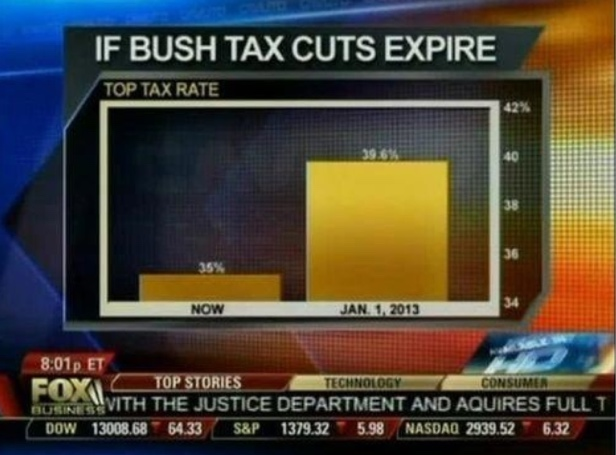 IF BUSH TAX CUTS EXPIRE
TOP TAX RATE
42%
39.6%
40
38
35%
36
34
NOW JAN. 1, 2013
8:01p ET
HD
TOP STORIES TECHNOLOGY CONSUMER
FOX
BUSINESS
WITH THE JUSTICE DEPARTMENT AND AQUIRES FULL T
DOW 13008.68 64.33 S&P 1379.32 5.98 NASDAQ 2939.52 6.32